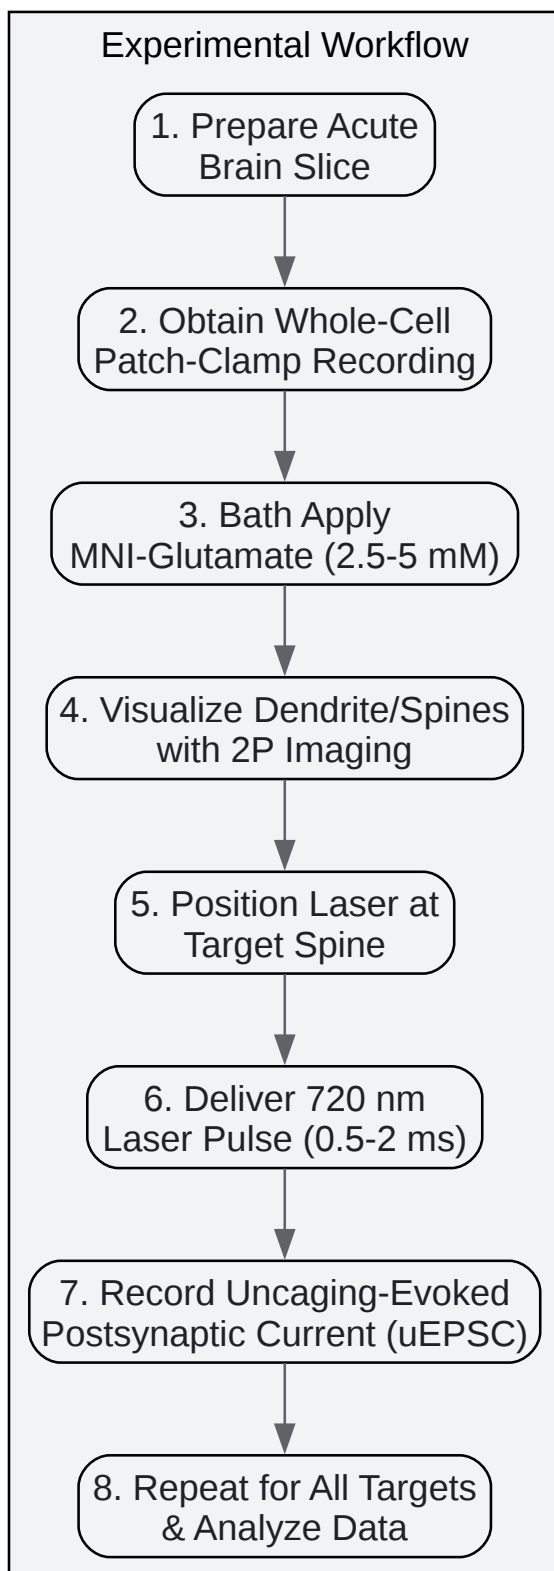 Experimental Workflow
1. Prepare Acute
Brain Slice
2. Obtain Whole-Cell
Patch-Clamp Recording
3. Bath Apply
MNI-Glutamate (2.5-5 mM)
4. Visualize Dendrite/Spines
with 2P Imaging
5. Position Laser at
Target Spine
6. Deliver 720 nm
Laser Pulse (0.5-2 ms)
7. Record Uncaging-Evoked
Postsynaptic Current (uEPSC)
8. Repeat for All Targets
& Analyze Data